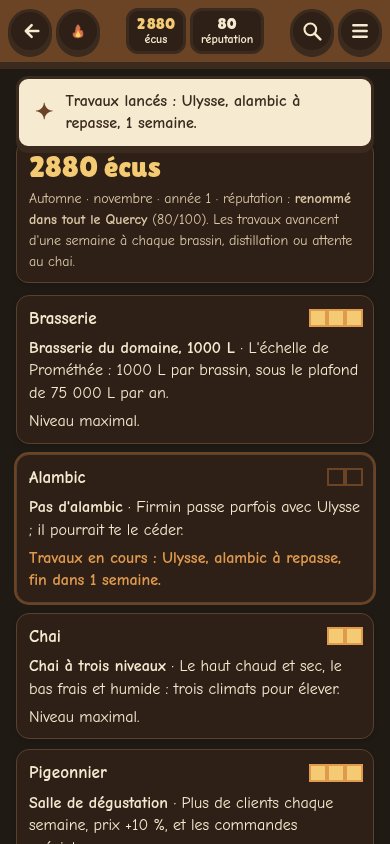 2880
écus
80
réputation
Travaux lancés : Ulysse, alambic à
repasse, 1 semaine.
2880 écus
Automne · novembre · année 1 · réputation : renommé
dans tout le Quercy (80/100). Les travaux avancent
d'une semaine à chaque brassin, distillation ou attente
au chai.
Brasserie
Brasserie du domaine, 1000 L · L'échelle de
Prométhée : 1000 L par brassin, sous le plafond
de 75 000 L par an.
Niveau maximal.
Alambic
Pas d'alambic · Firmin passe parfois avec Ulysse
; il pourrait te le céder.
Travaux en cours : Ulysse, alambic à repasse,
fin dans 1 semaine.
Chai
Chai à trois niveaux · Le haut chaud et sec, le
bas frais et humide : trois climats pour élever.
Niveau maximal.
Pigeonnier
Salle de dégustation · Plus de clients chaque
semaine, prix +10 %, et les commandes